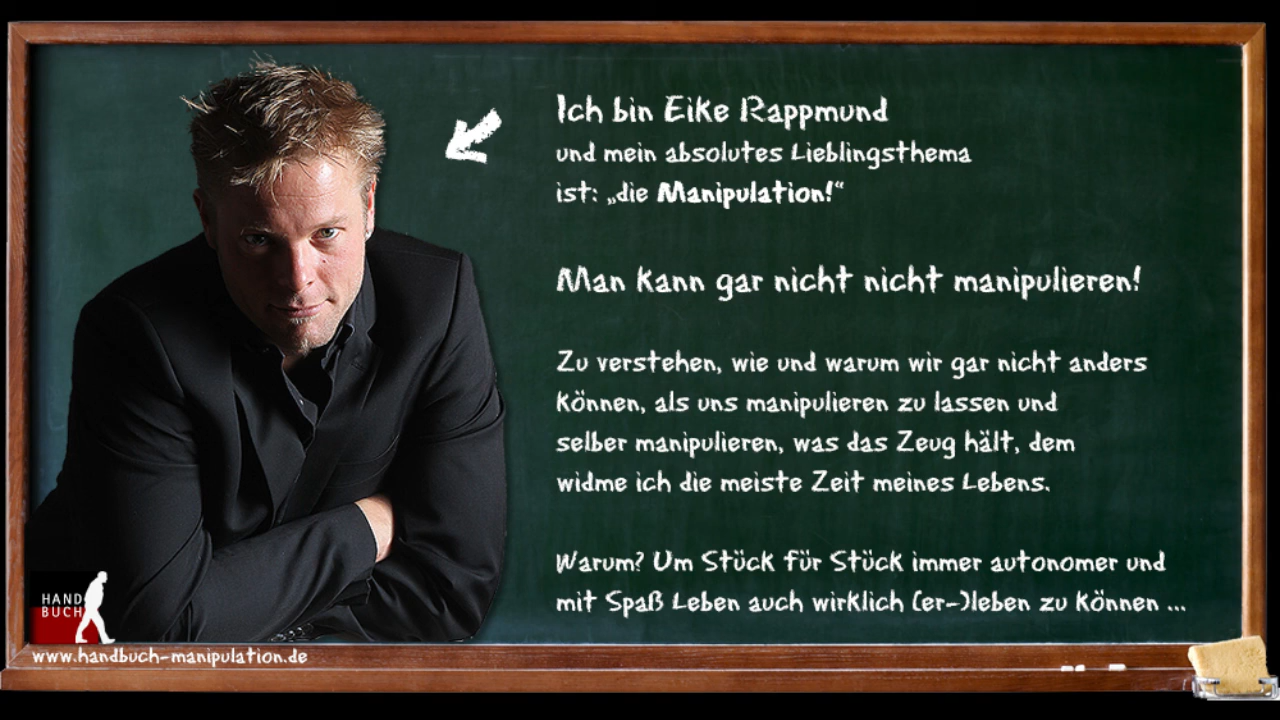 Ich bin Eike Rappmund
und mein absolutes Lieblingsthema
ist: „die Manipulation!“
Man kann gar nicht nicht manipulieren!
Zu verstehen, wie und warum wir gar nicht anders
können, als uns manipulieren zu lassen und
selber manipulieren, was das Zeug hält, dem
widme ich die meiste Zeit meines Lebens.
Warum? Um Stück für Stück immer autonomer und
mit Spaß Leben auch wirklich (er-)leben zu können ...
HAND
BUCH
www.handbuch-manipulation.de